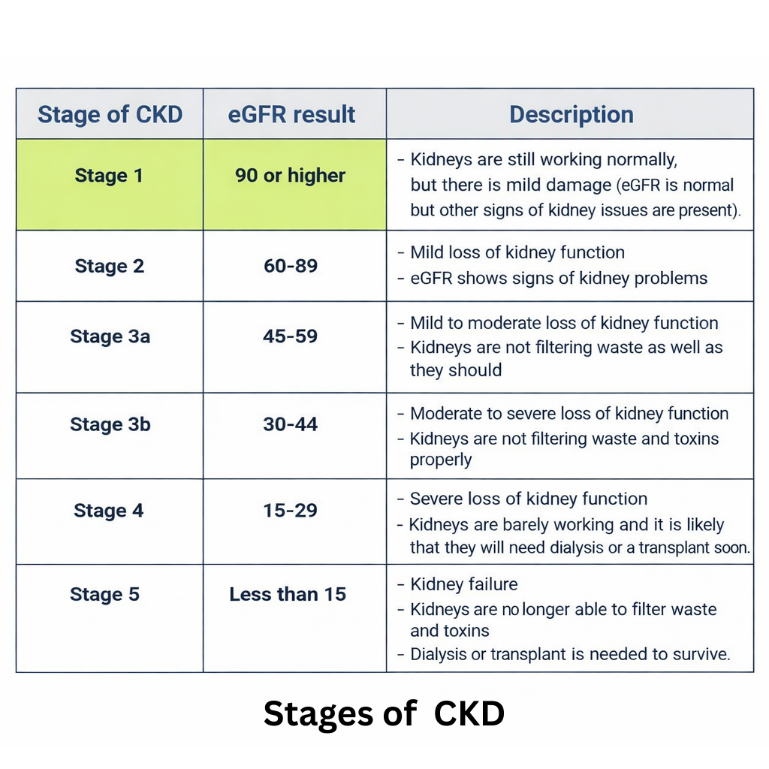 Stage of CKD eGFR result Description
Stage 1 90 or higher
- Kidneys are still working normally,
but there is mild damage (eGFR is normal
but other signs of kidney issues are present).
Stage 2 60-89
- Mild loss of kidney function
- eGFR shows signs of kidney problems
Stage 3a 45-59
- Mild to moderate loss of kidney function
- Kidneys are not filtering waste as well as
they should
Stage 3b 30-44
- Moderate to severe loss of kidney function
- Kidneys are not filtering waste and toxins
properly
Stage 4 15-29
- Severe loss of kidney function
- Kidneys are barely working and it is likely
that they will need dialysis or a transplant soon.
Stage 5 Less than 15
- Kidney failure
- Kidneys are no longer able to filter waste
and toxins
- Dialysis or transplant is needed to survive.
Stages of CKD